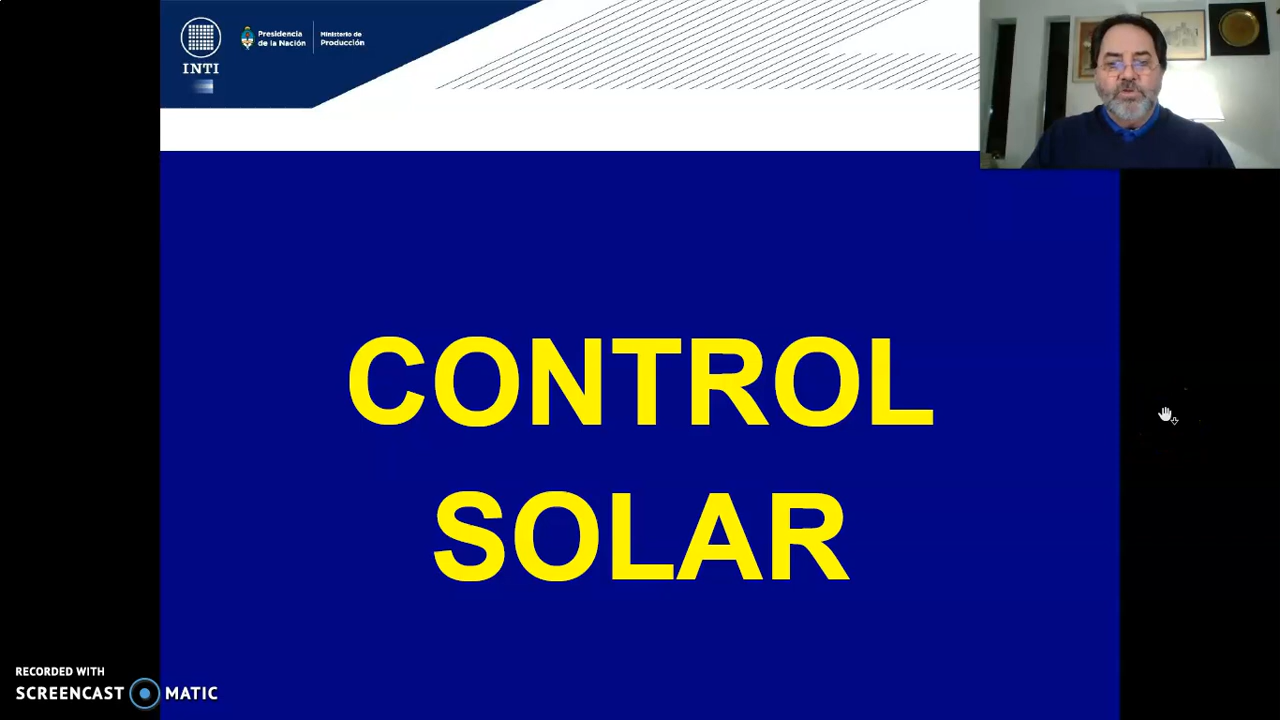 INTI
Presidencia
de la Nación
Ministerio de
Producción
CONTROL
SOLAR
RECORDED WITH
SCREENCAST MATIC